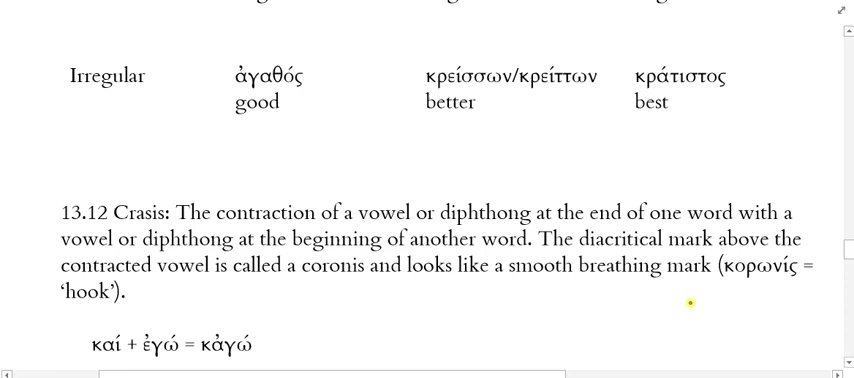 Irregular ἀγαθός κρείσσων/κρείττων κράτιστος
good better best
13.12 Crasis: The contraction of a vowel or diphthong at the end of one word with a
vowel or diphthong at the beginning of another word. The diacritical mark above the
contracted vowel is called a coronis and looks like a smooth breathing mark (κορωνίς =
‘hook’).
καί + ἐγώ = κἀγώ